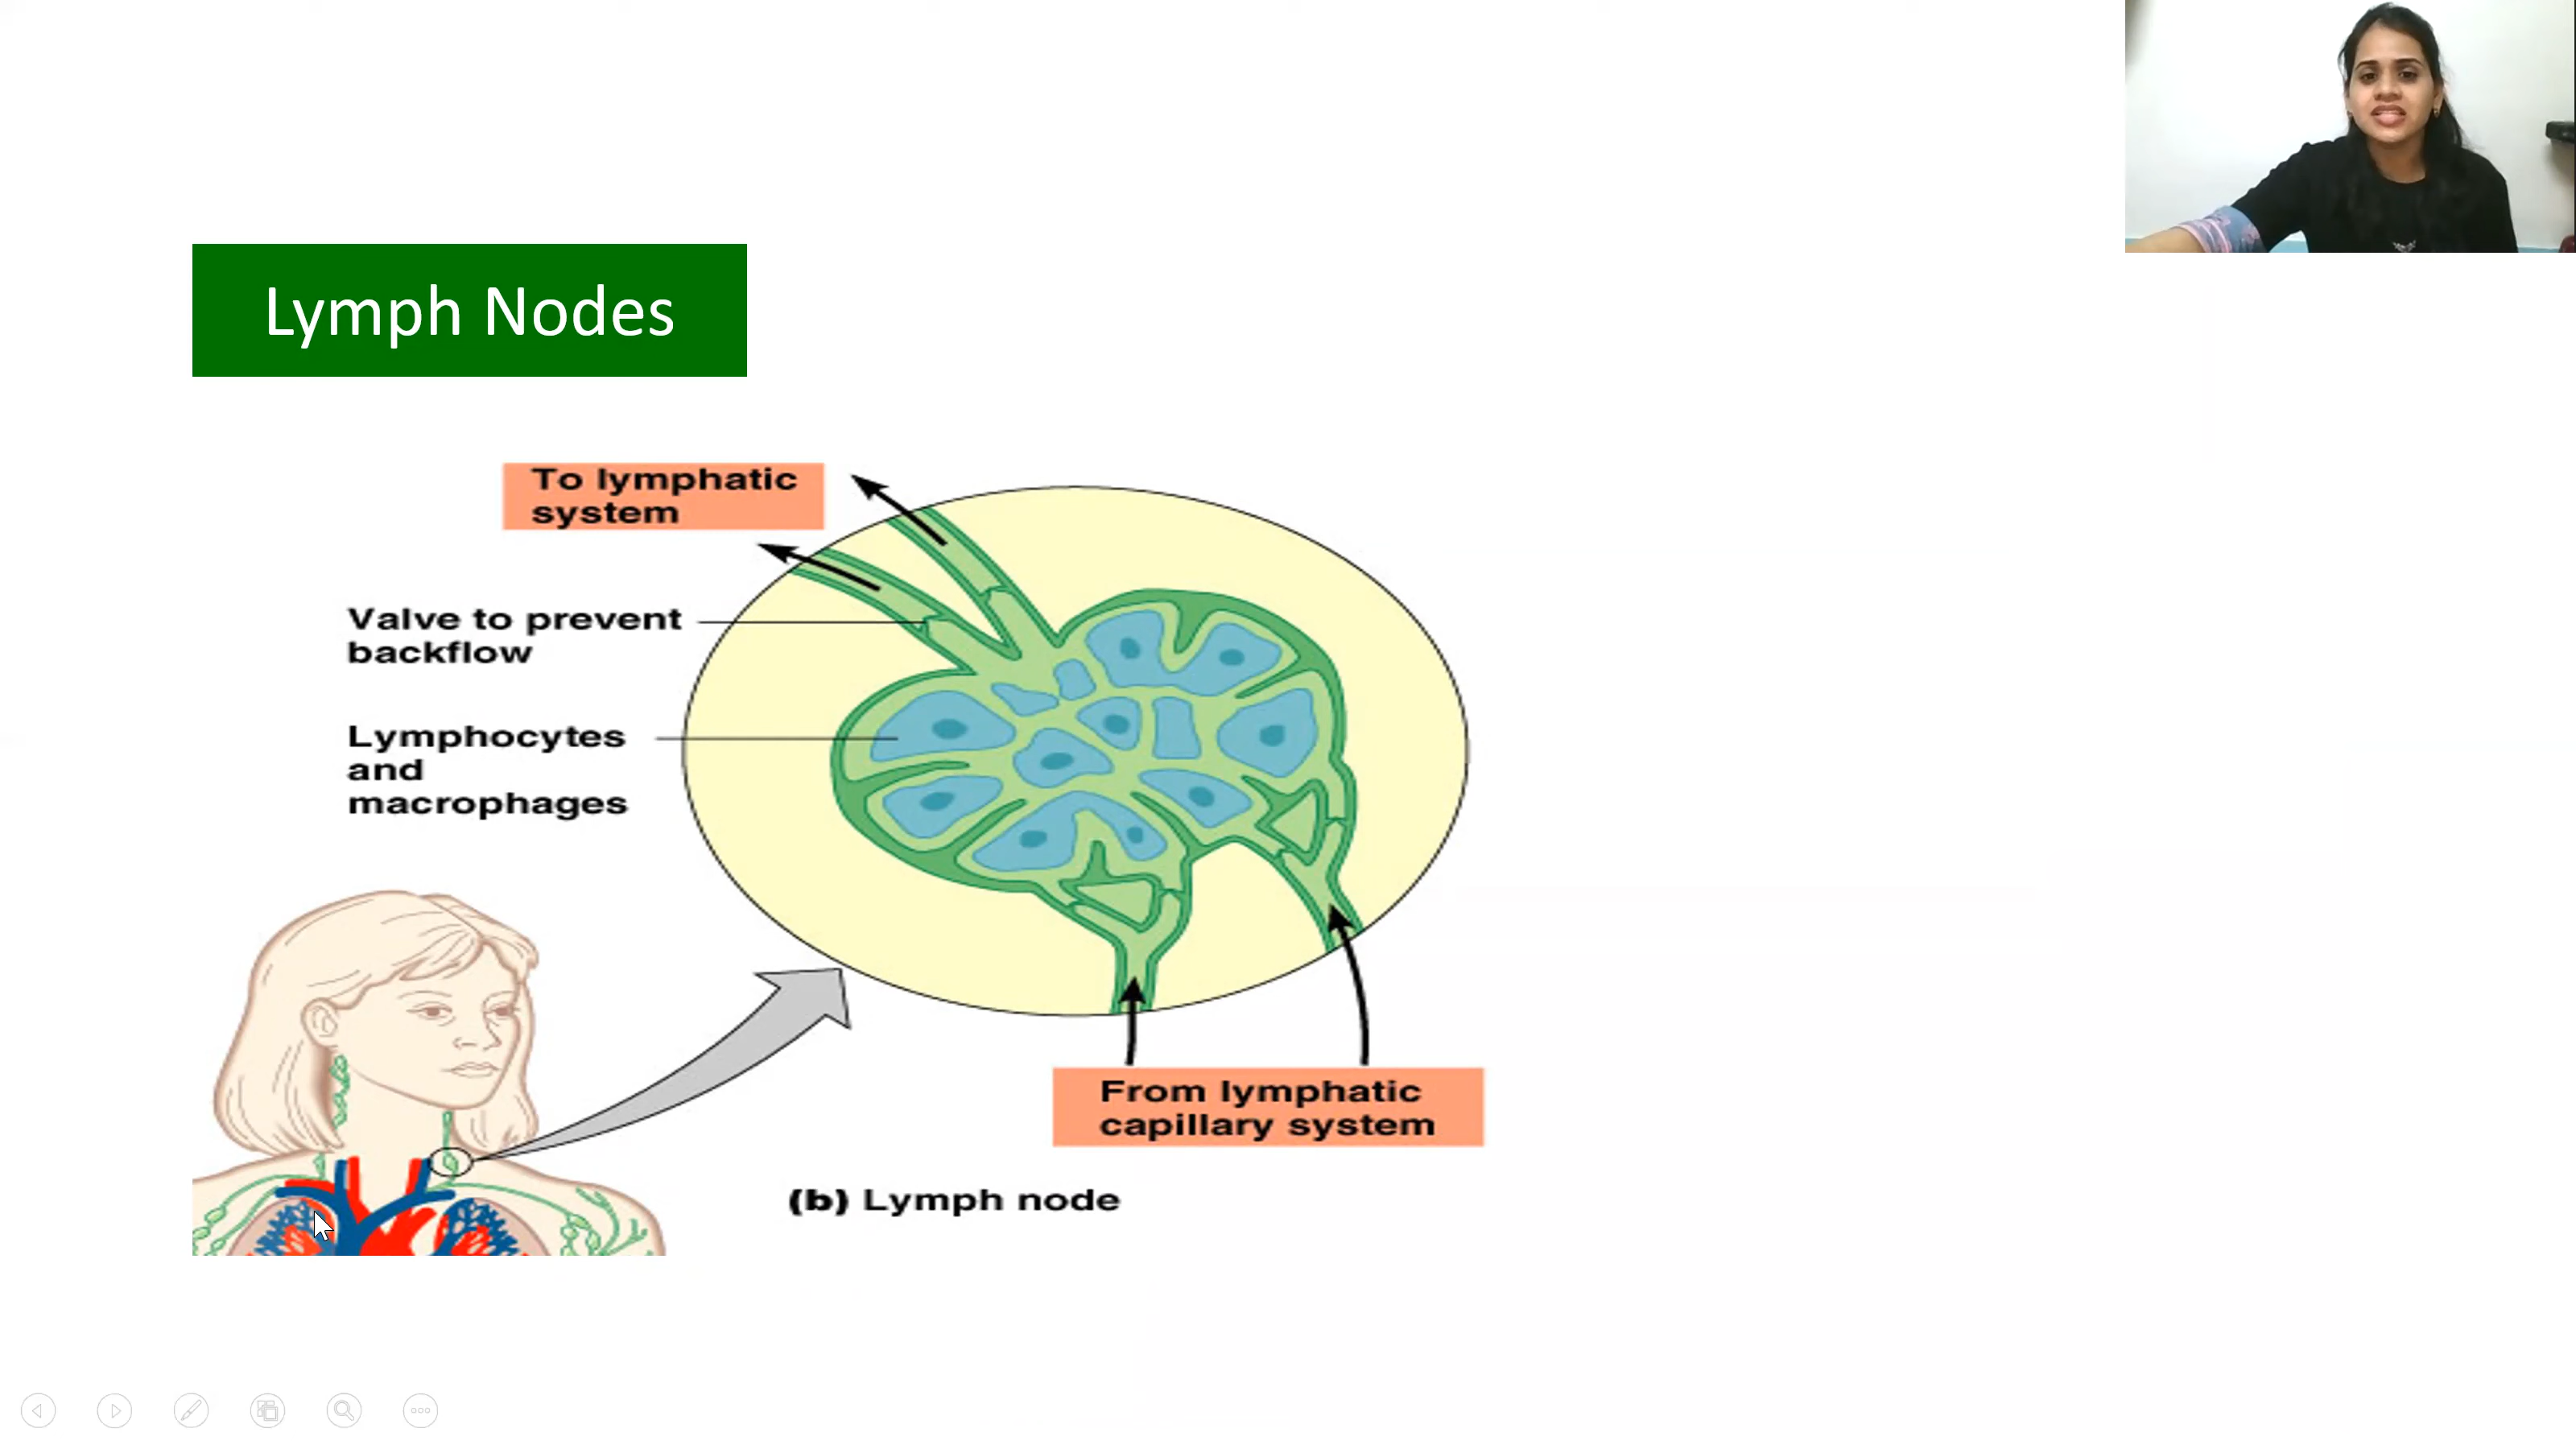 Lymph Nodes
To lymphatic
system
Valve to prevent
backflow
Lymphocytes
and
macrophages
From lymphatic
capillary system
(b) Lymph node